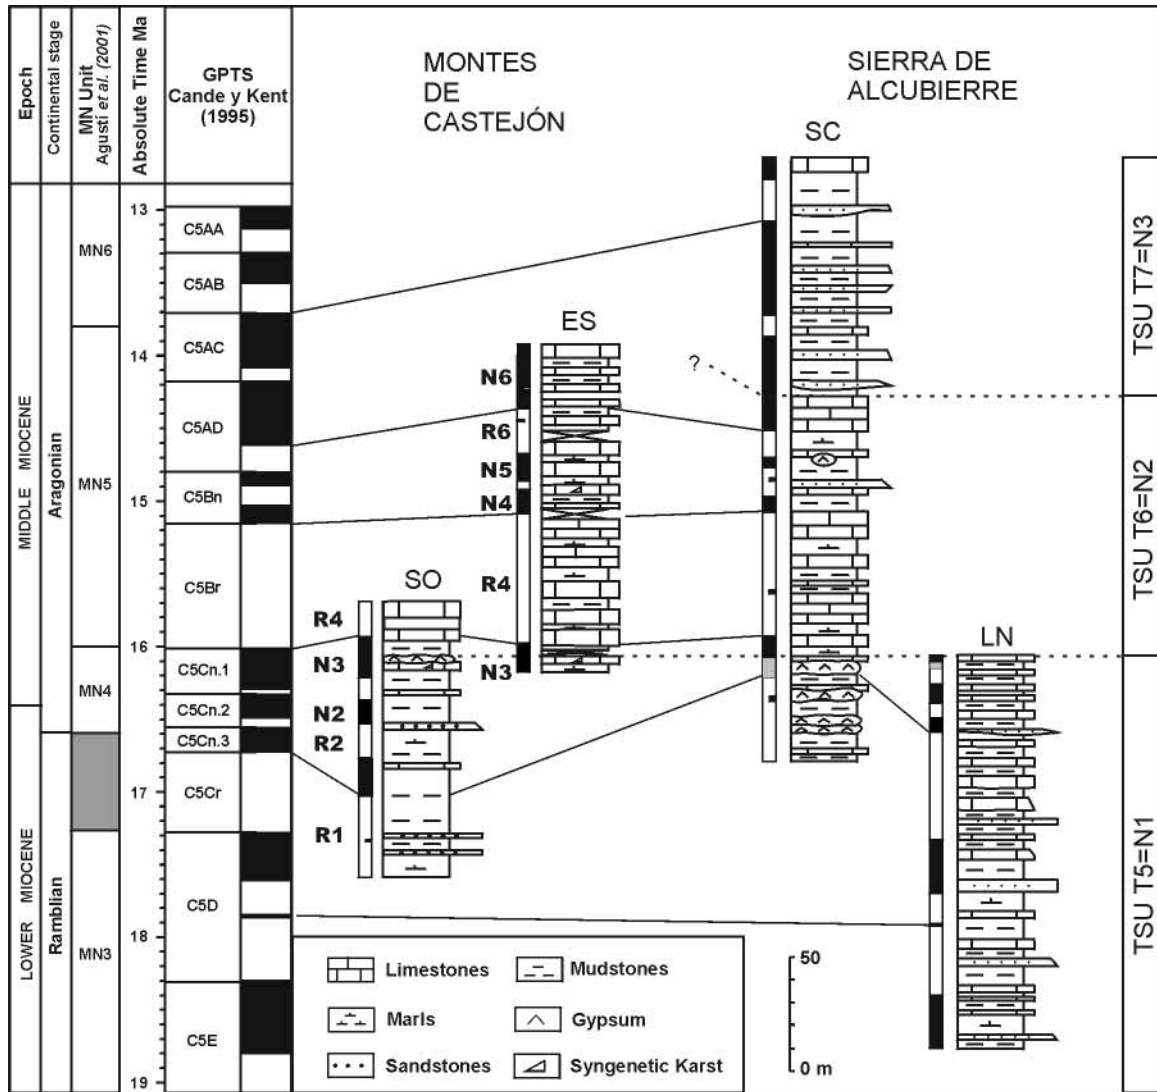 Epoch
Continental stage
MN Unit
Agustí et al. (2001)
Absolute Time Ma
GPTS
Cande y Kent
(1995)
MONTES
DE
CASTEJÓN
SIERRA DE
ALCUBIERRE
SC
13
C5AA
MN6
C5AB
TSU T7=N3
ES
C5AC
14
?
N6
C5AD
R6
MIDDLE MIOCENE
Aragonian
MN5
N5
C5Bn
N4
15
TSU T6=N2
C5Br
SO
R4
R4
LN
16
C5Cn.1
N3
N3
MN4
C5Cn.2
N2
C5Cn.3
R2
17
C5Cr
R1
TSU T5=N1
LOWER MIOCENE
Ramblian
C5D
18
MN3
Limestones
Mudstones
50
Marls
Gypsum
C5E
Sandstones
Syngenetic Karst
0 m
19